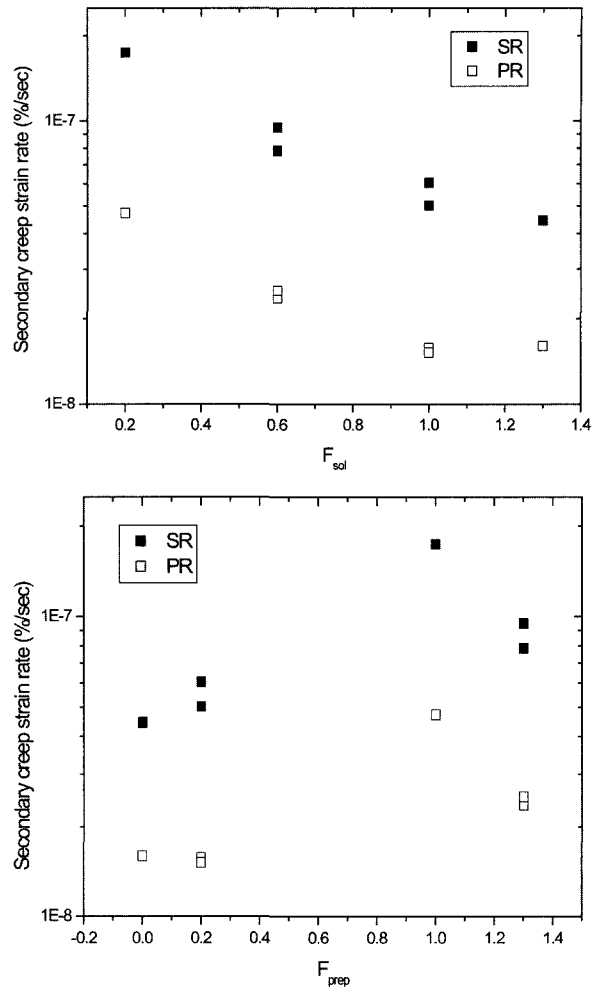 SR
PR
Secondary creep strain rate (%/sec)
1E-7
1E-8
0.2 0.4 0.6 0.8 1.0 1.2 1.4
Fsol
SR
PR
Secondary creep strain rate (%/sec)
1E-7
1E-8
-0.2 0.0 0.2 0.4 0.6 0.8 1.0 1.2 1.4
Fprep